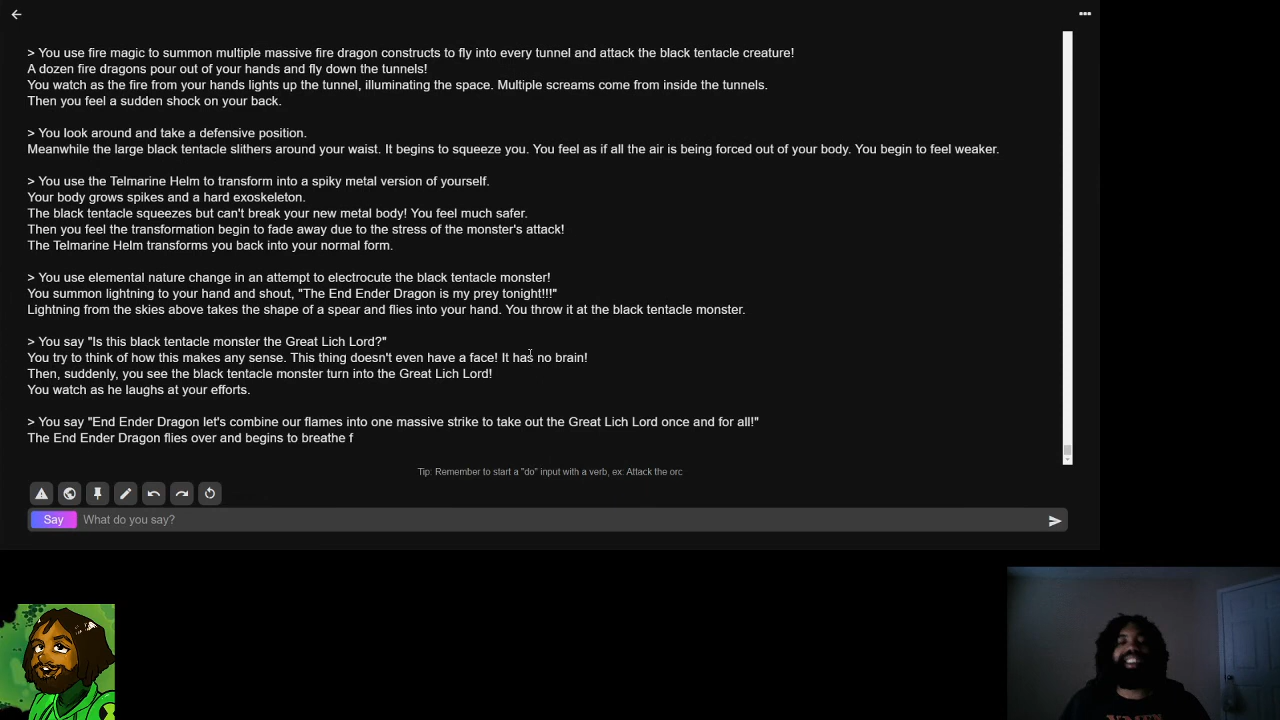 > You use fire magic to summon multiple massive fire dragon constructs to fly into every tunnel and attack the black tentacle creature!
A dozen fire dragons pour out of your hands and fly down the tunnels!
You watch as the fire from your hands lights up the tunnel, illuminating the space. Multiple screams come from inside the tunnels.
Then you feel a sudden shock on your back.
> You look around and take a defensive position.
Meanwhile the large black tentacle slithers around your waist. It begins to squeeze you. You feel as if all the air is being forced out of your body. You begin to feel weaker.
> You use the Telmarine Helm to transform into a spiky metal version of yourself.
Your body grows spikes and a hard exoskeleton.
The black tentacle squeezes but can't break your new metal body! You feel much safer.
Then you feel the transformation begin to fade away due to the stress of the monster's attack!
The Telmarine Helm transforms you back into your normal form.
> You use elemental nature change in an attempt to electrocute the black tentacle monster!
You summon lightning to your hand and shout, "The End Ender Dragon is my prey tonight!!!"
Lightning from the skies above takes the shape of a spear and flies into your hand. You throw it at the black tentacle monster.
> You say "Is this black tentacle monster the Great Lich Lord?"
You try to think of how this makes any sense. This thing doesn't even have a face! It has no brain!
Then, suddenly, you see the black tentacle monster turn into the Great Lich Lord!
You watch as he laughs at your efforts.
> You say "End Ender Dragon let's combine our flames into one massive strike to take out the Great Lich Lord once and for all!"
The End Ender Dragon flies over and begins to breathe f
Tip: Remember to start a "do" input with a verb, ex: Attack the orc
Say What do you say?